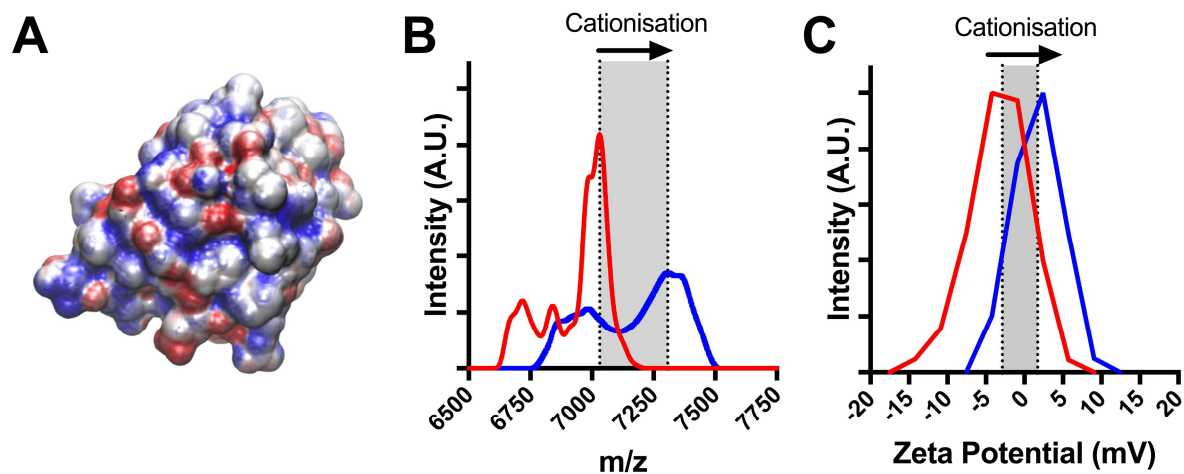 A
B
Cationisation
Intensity (A.U.)
6500
6750
7000
7250
7500
7750
m/z
C
Cationisation
Intensity (A.U.)
-20
-15
-10
-5
0
5
10
15
20
Zeta Potential (mV)